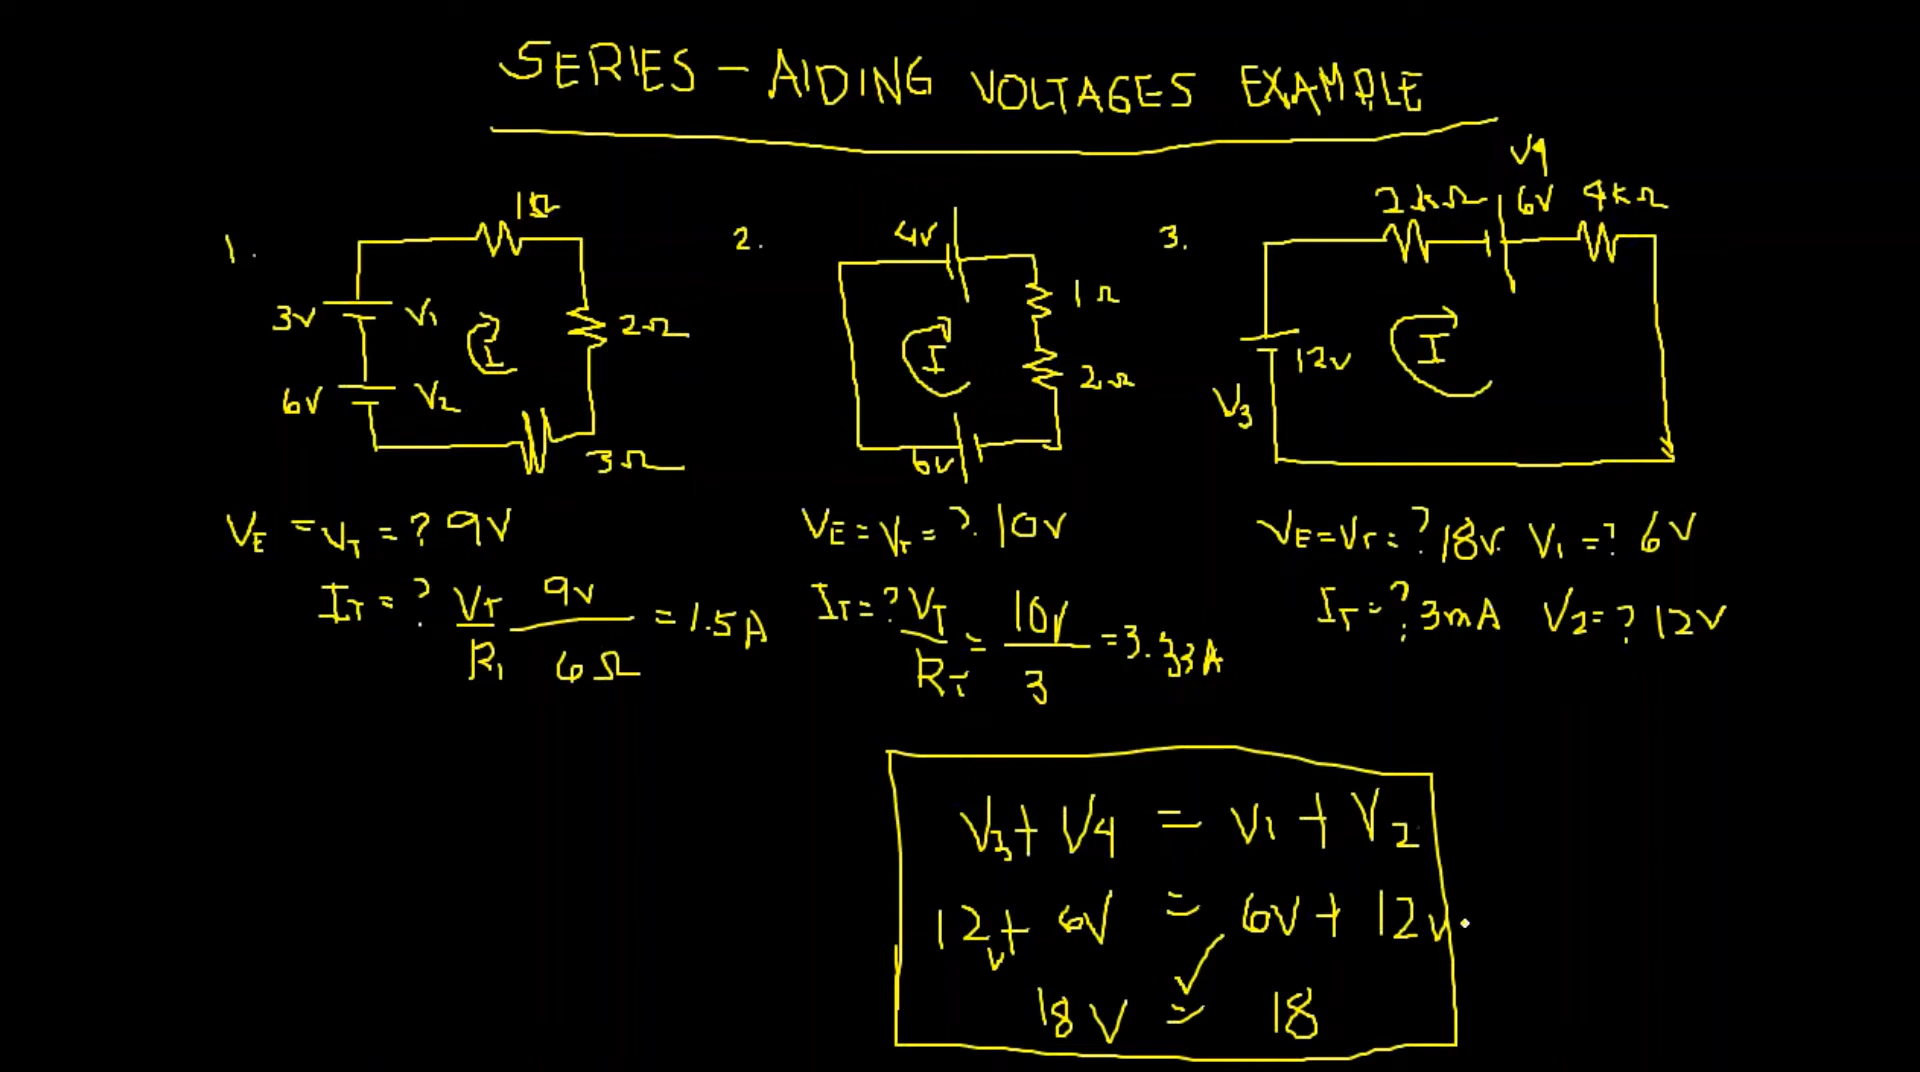 SERIES - AIDING VOLTAGES EXAMPLE
1.
1Ω
3V V1
I
2Ω
6V V2
3Ω
VE = VT = ? 9V
IT = ? VT/R1 9V/6Ω = 1.5A
2.
4V
1Ω
I
2Ω
6V
VE = VT = ? 10V
IT = ? VT/RT = 10V/3 = 3.33A
3.
V4
2kΩ 6V 4kΩ
12V
I
V3
VE = VT = ? 18V. V1 = ? 6V
IT = ? 3mA V2 = ? 12V
V3 + V4 = V1 + V2
12V + 6V = 6V + 12V
18V = 18